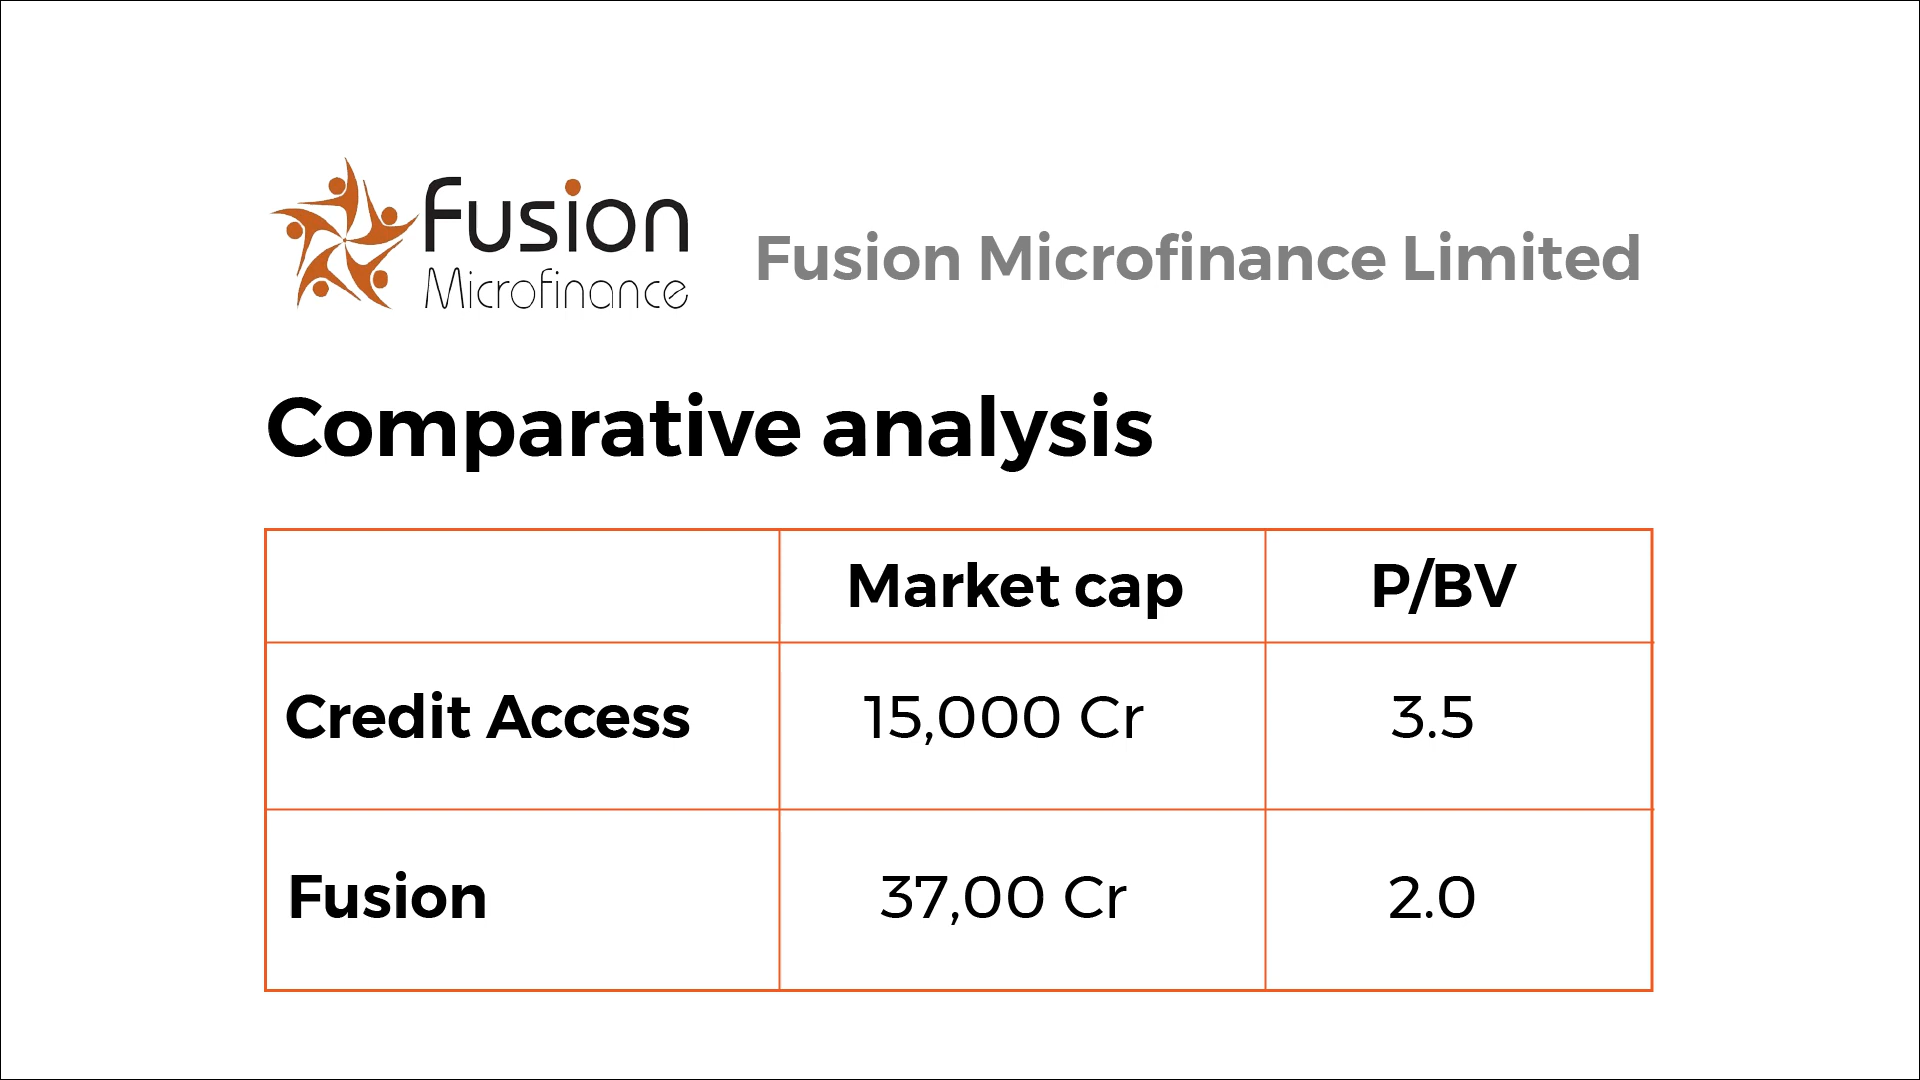 Fusion
Microfinance
Fusion Microfinance Limited
Comparative analysis
Market cap P/BV
Credit Access 15,000 Cr 3.5
Fusion 37,00 Cr 2.0